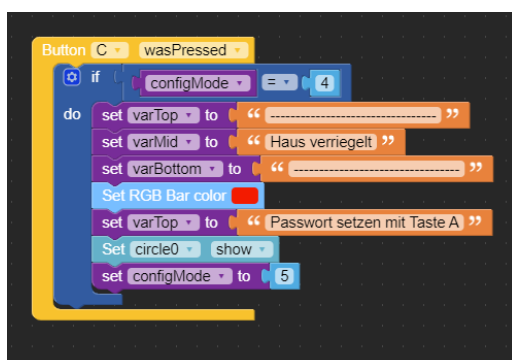 Button C wasPressed
if configMode = 4
do set varTop to “ --------------------------------- ”
set varMid to “ Haus verriegelt ”
set varBottom to “ --------------------------------- ”
Set RGB Bar color
set varTop to “ Passwort setzen mit Taste A ”
Set circle0 show
set configMode to 5